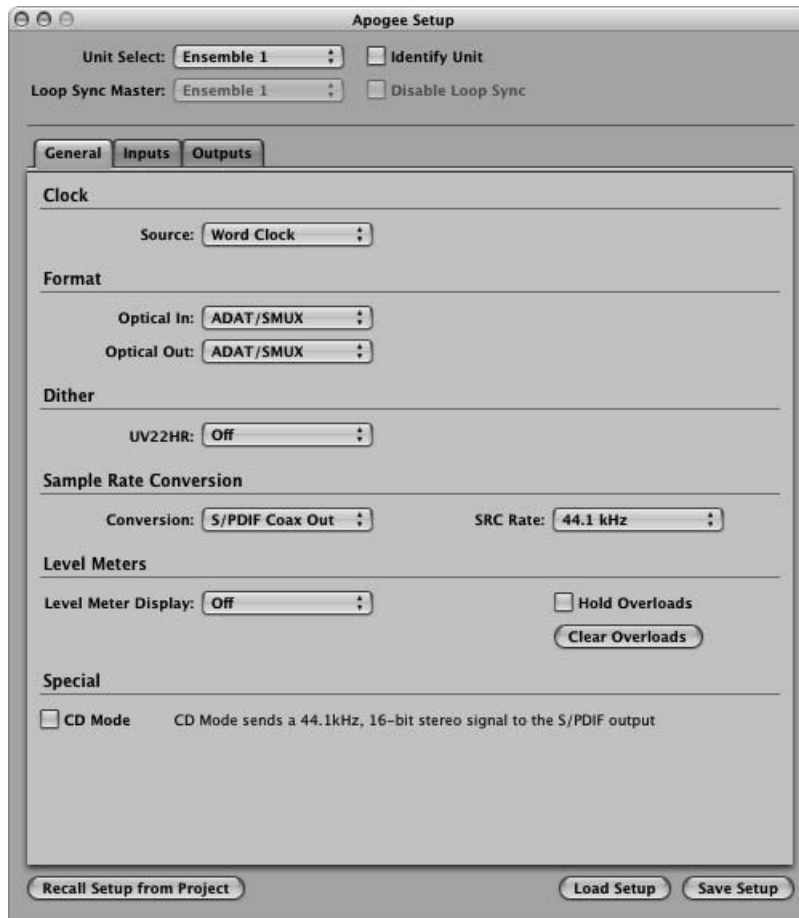 Apogee Setup
Unit Select: Ensemble 1 Identify Unit
Loop Sync Master: Ensemble 1 Disable Loop Sync
General Inputs Outputs
Clock
Source: Word Clock
Format
Optical In: ADAT/SMUX
Optical Out: ADAT/SMUX
Dither
UV22HR: Off
Sample Rate Conversion
Conversion: S/PDIF Coax Out SRC Rate: 44.1 kHz
Level Meters
Level Meter Display: Off Hold Overloads
Clear Overloads
Special
CD Mode CD Mode sends a 44.1kHz, 16-bit stereo signal to the S/PDIF output
Recall Setup from Project Load Setup Save Setup